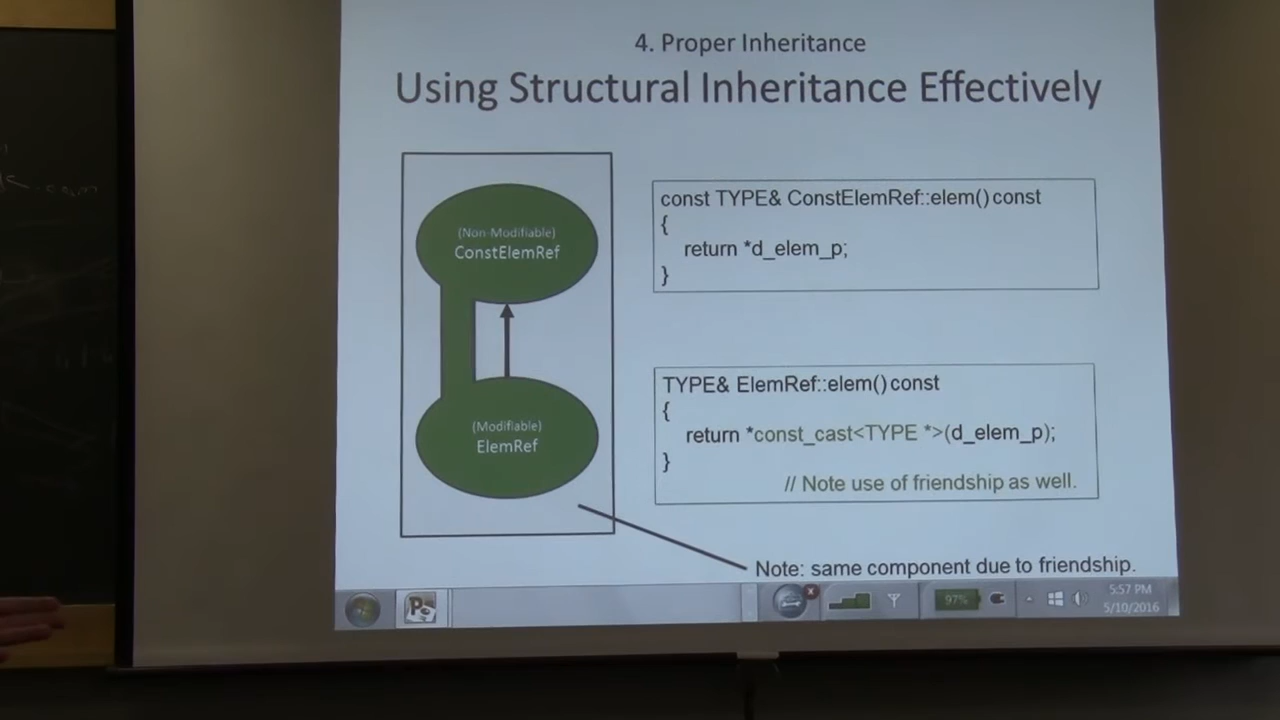 4. Proper Inheritance
Using Structural Inheritance Effectively
(Non-Modifiable)
ConstElemRef
(Modifiable)
ElemRef
const TYPE& ConstElemRef::elem() const
{
return *d_elem_p;
}
TYPE& ElemRef::elem() const
{
return *const_cast<TYPE *>(d_elem_p);
}
// Note use of friendship as well.
Note: same component due to friendship.
97%
5:57 PM
5/10/2016